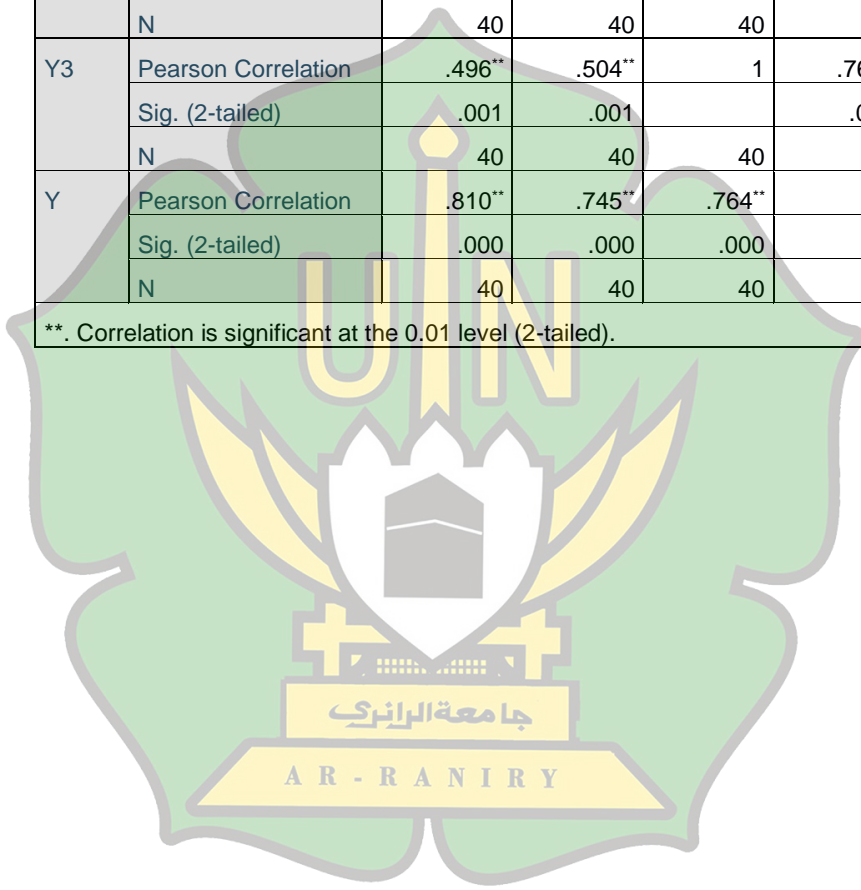 N 40 40 40
Y3 Pearson Correlation .496** .504** 1
Sig. (2-tailed) .001 .001
N 40 40 40
Y Pearson Correlation .810** .745** .764**
Sig. (2-tailed) .000 .000 .000
N 40 40 40
**. Correlation is significant at the 0.01 level (2-tailed).
UIN
جامعة الرانري
AR-RANIRY